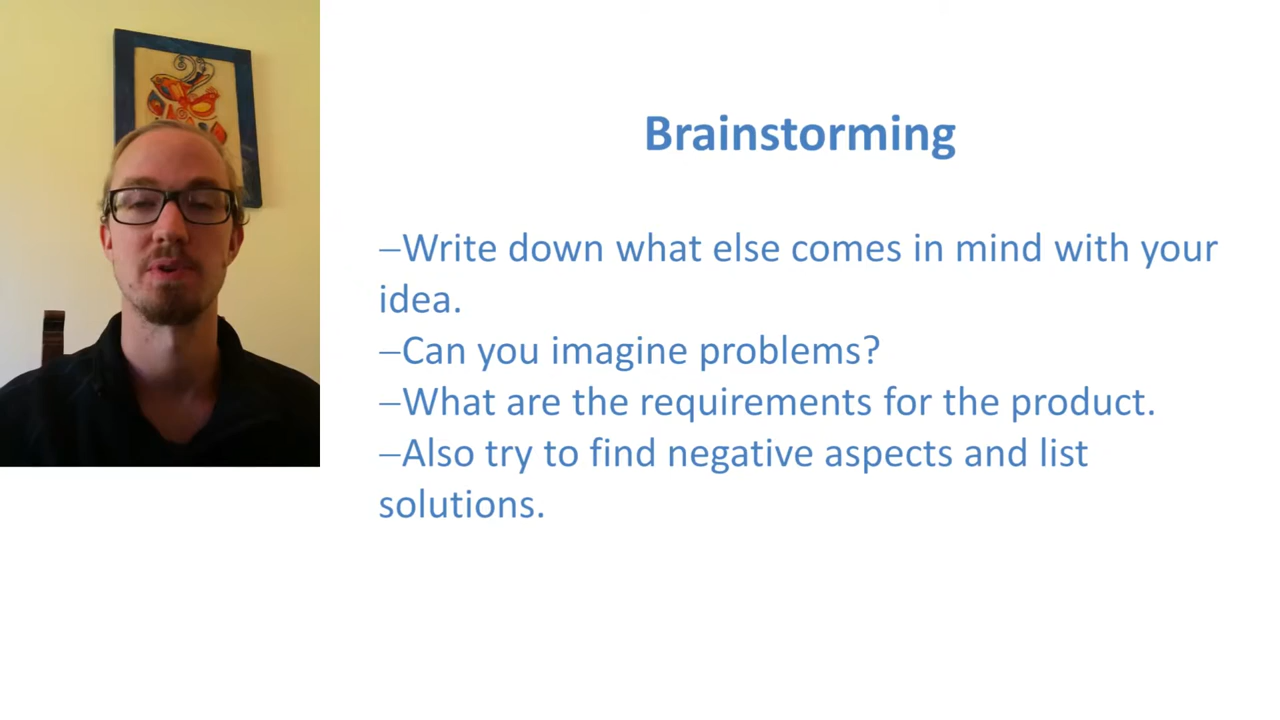 Brainstorming
–Write down what else comes in mind with your
idea.
–Can you imagine problems?
–What are the requirements for the product.
–Also try to find negative aspects and list
solutions.